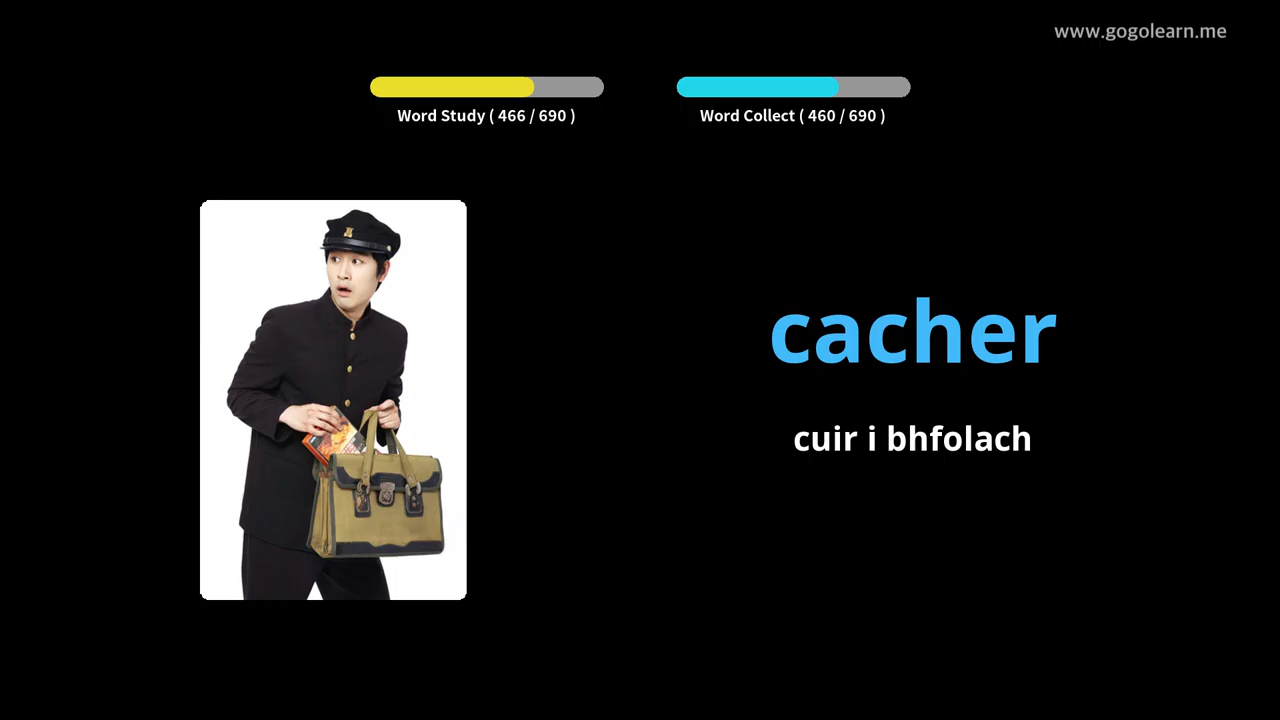 www.gogolearn.me
Word Study ( 466 / 690 )
Word Collect ( 460 / 690 )
cacher
cuir i bhfolach